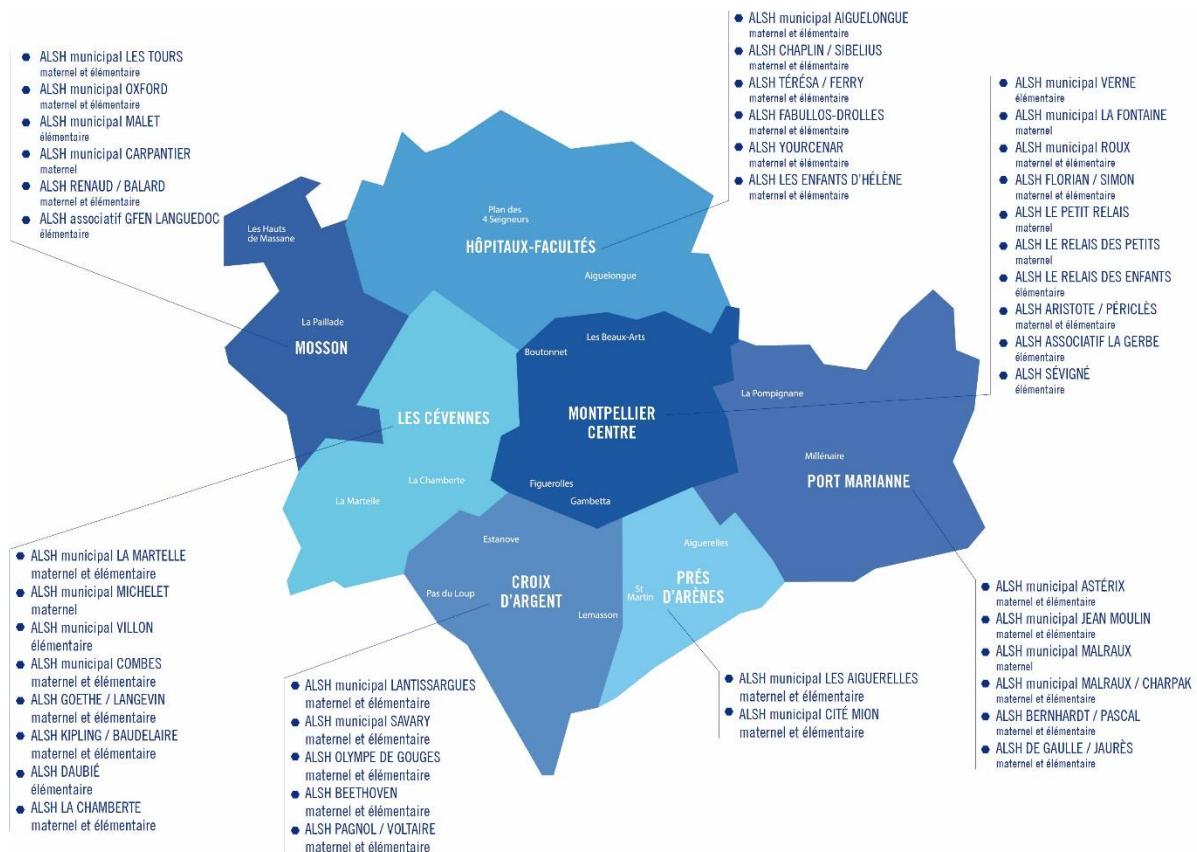 ALSH municipal LES TOURS
maternel et élémentaire
ALSH municipal OXFORD
maternel et élémentaire
ALSH municipal MALET
élémentaire
ALSH municipal CARPANTIER
maternel
ALSH RENAUD / BALARD
maternel et élémentaire
ALSH associatif GFEN LANGUEDOC
élémentaire
ALSH municipal AIGUELONGUE
maternel et élémentaire
ALSH CHAPLIN / SIBELIUS
maternel et élémentaire
ALSH TÉRÉSA / FERRY
maternel et élémentaire
ALSH FABULLOS-DROLLES
maternel et élémentaire
ALSH YOURCENAR
maternel et élémentaire
ALSH LES ENFANTS D'HÉLÈNE
maternel et élémentaire
ALSH municipal VERNE
élémentaire
ALSH municipal LA FONTAINE
maternel
ALSH municipal ROUX
maternel et élémentaire
ALSH FLORIAN / SIMON
maternel et élémentaire
ALSH LE PETIT RELAIS
maternel
ALSH LE RELAIS DES PETITS
maternel
ALSH LE RELAIS DES ENFANTS
élémentaire
ALSH ARISTOTE / PÉRICLÈS
maternel et élémentaire
ALSH ASSOCIATIF LA GERBE
élémentaire
ALSH SÉVIGNÉ
élémentaire
Les Hauts
de Massane
La Paillade
MOSSON
Plan des
4 Seigneurs
HÔPITAUX-FACULTÉS
Aiguelongue
Boutonnet
Les Beaux-Arts
LES CÉVENNES
MONTPELLIER
CENTRE
La Pompignane
Millénaire
PORT MARIANNE
La Chamberte
La Martelle
Figuerolles
Gambetta
Estanove
Pas du Loup
CROIX
D'ARGENT
Lemasson
Aiguerelles
St
Martin
PRÉS
D'ARÈNES
ALSH municipal LA MARTELLE
maternel et élémentaire
ALSH municipal MICHELET
maternel
ALSH municipal VILLON
élémentaire
ALSH municipal COMBES
maternel et élémentaire
ALSH GOETHE / LANGEVIN
maternel et élémentaire
ALSH KIPLING / BAUDELAIRE
maternel et élémentaire
ALSH DAUBIÉ
élémentaire
ALSH LA CHAMBERTE
maternel et élémentaire
ALSH municipal LANTISSARGUES
maternel et élémentaire
ALSH municipal SAVARY
maternel et élémentaire
ALSH OLYMPE DE GOUGES
maternel et élémentaire
ALSH BEETHOVEN
maternel et élémentaire
ALSH PAGNOL / VOLTAIRE
maternel et élémentaire
ALSH municipal LES AIGUERELLES
maternel et élémentaire
ALSH municipal CITÉ MION
maternel et élémentaire
ALSH municipal ASTÉRIX
maternel et élémentaire
ALSH municipal JEAN MOULIN
maternel et élémentaire
ALSH municipal MALRAUX
maternel
ALSH municipal MALRAUX / CHARPAK
maternel et élémentaire
ALSH BERNHARDT / PASCAL
maternel et élémentaire
ALSH DE GAULLE / JAURÈS
maternel et élémentaire